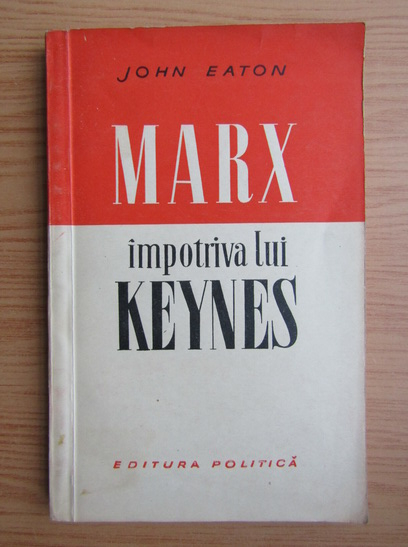 JOHN EATON
MARX
împotriva lui
KEYNES
EDITURA POLITICĂ